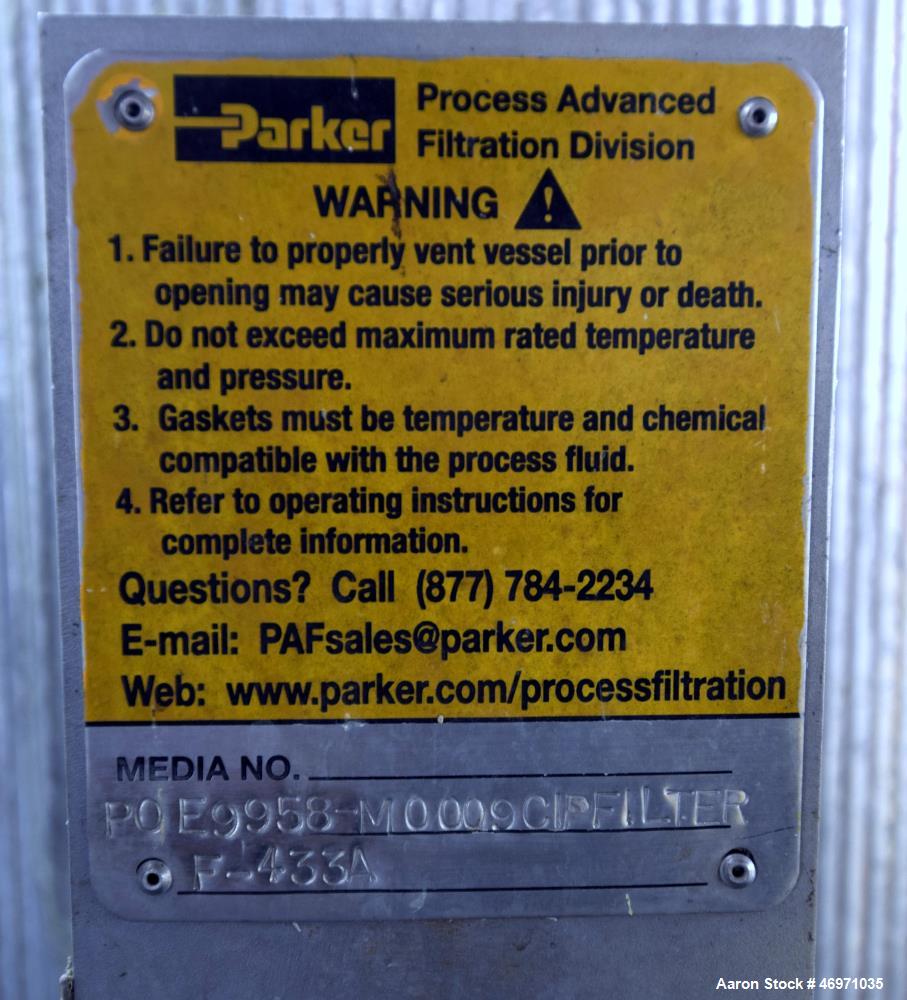 Parker
Process Advanced
Filtration Division
WARNING
1. Failure to properly vent vessel prior to
opening may cause serious injury or death.
2. Do not exceed maximum rated temperature
and pressure.
3. Gaskets must be temperature and chemical
compatible with the process fluid.
4. Refer to operating instructions for
complete information.
Questions? Call (877) 784-2234
E-mail: PAFsales@parker.com
Web: www.parker.com/processfiltration
MEDIA NO.
PO E9958-M0009CIPFILTER
F-433A
Aaron Stock # 46971035